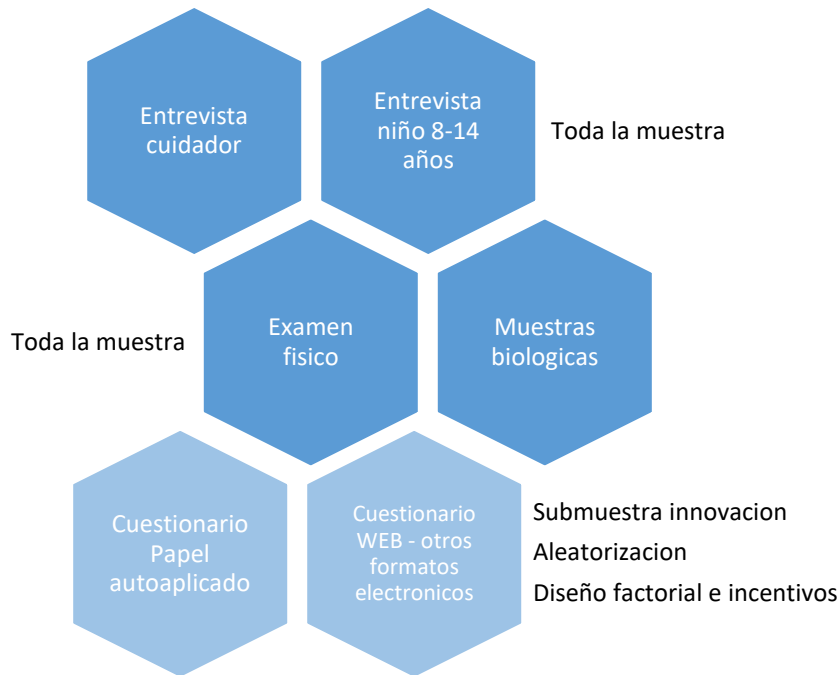 Entrevista
cuidador
Entrevista
niño 8-14
años
Toda la muestra
Toda la muestra
Examen
fisico
Muestras
biologicas
Cuestionario
Papel
autoaplicado
Cuestionario
WEB - otros
formatos
electronicos
Submuestra innovacion
Aleatorizacion
Diseño factorial e incentivos